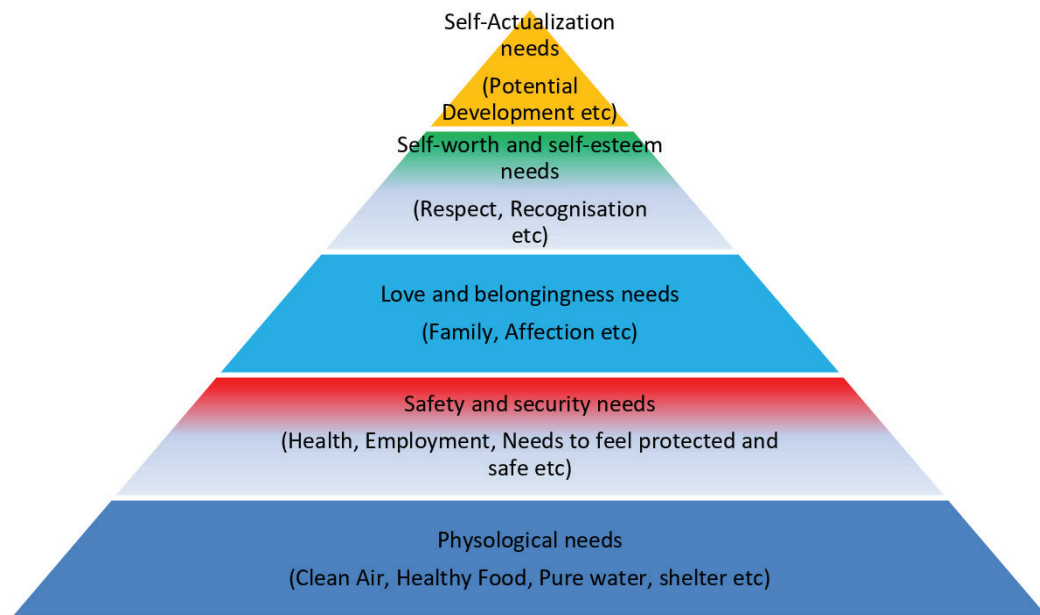 Self-Actualization
needs
(Potential
Development etc)
Self-worth and self-esteem
needs
(Respect, Recognisation
etc)
Love and belongingness needs
(Family, Affection etc)
Safety and security needs
(Health, Employment, Needs to feel protected and
safe etc)
Physological needs
(Clean Air, Healthy Food, Pure water, shelter etc)